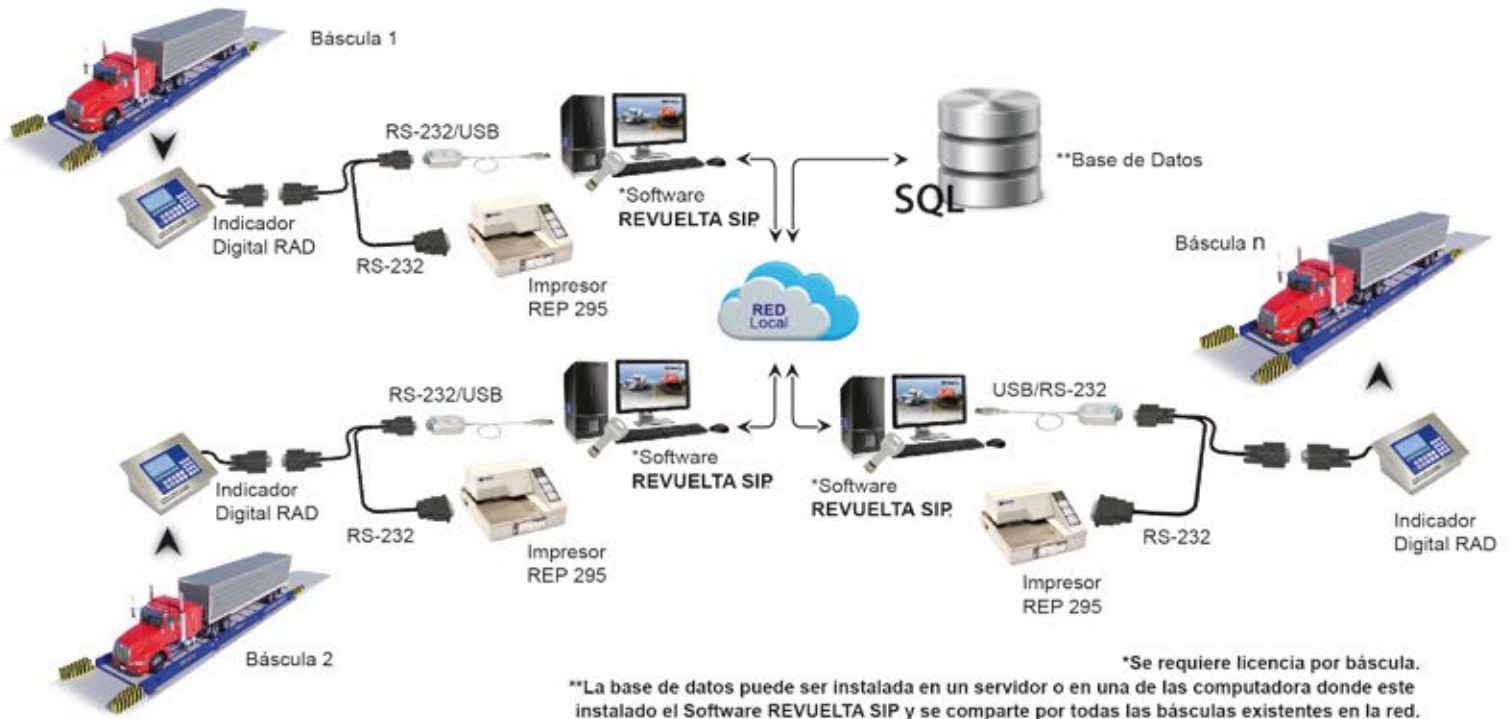 Báscula 1
RS-232/USB
Indicador
Digital RAD
RS-232
Impresor
REP 295
*Software
REVUELTA SIP.
SQL
**Base de Datos
RED
Local
Báscula n
RS-232/USB
Indicador
Digital RAD
RS-232
Impresor
REP 295
*Software
REVUELTA SIP.
Báscula 2
USB/RS-232
*Software
REVUELTA SIP.
RS-232
Impresor
REP 295
Indicador
Digital RAD
*Se requiere licencia por báscula.
**La base de datos puede ser instalada en un servidor o en una de las computadora donde este
instalado el Software REVUELTA SIP y se comparte por todas las básculas existentes en la red.